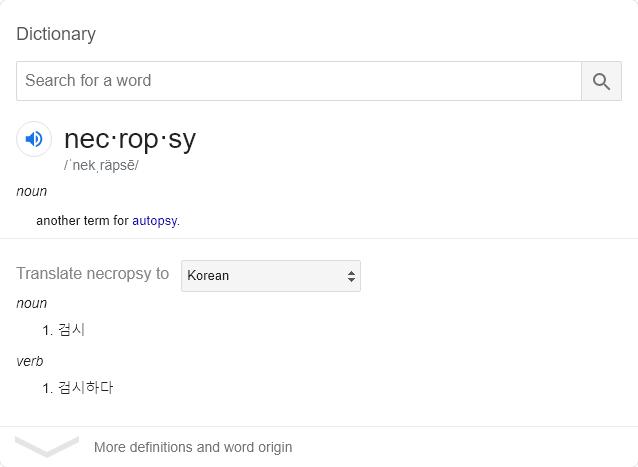 Dictionary
Search for a word
nec·rop·sy
/ˈnekˌräpsē/
noun
another term for autopsy.
Translate necropsy to Korean
noun
1. 검시
verb
1. 검시하다
More definitions and word origin